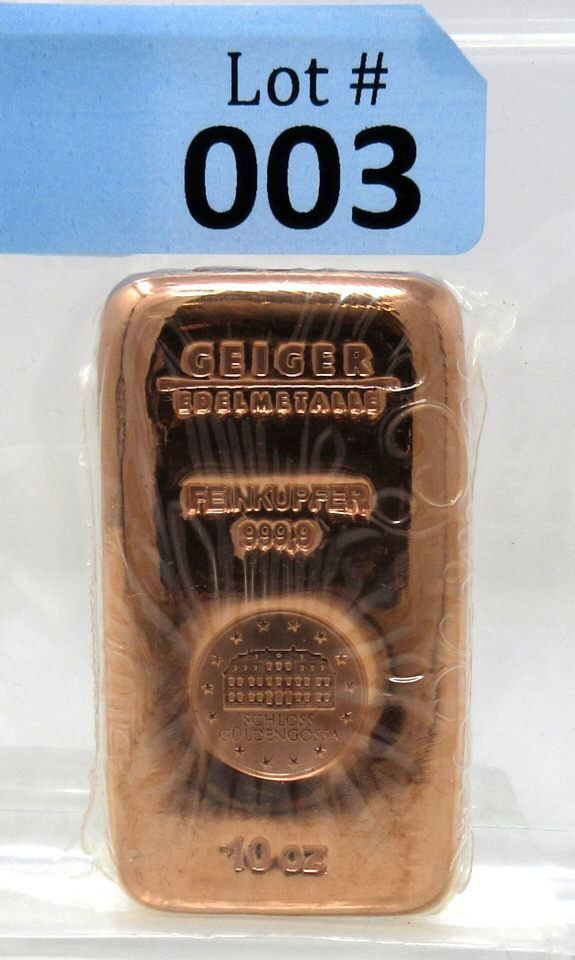 Lot #
003
GEIGER
EDELMETALLE
FEINKUPFER
999,9
SCHLOSS
GÜLDENGOSSA
10 oz